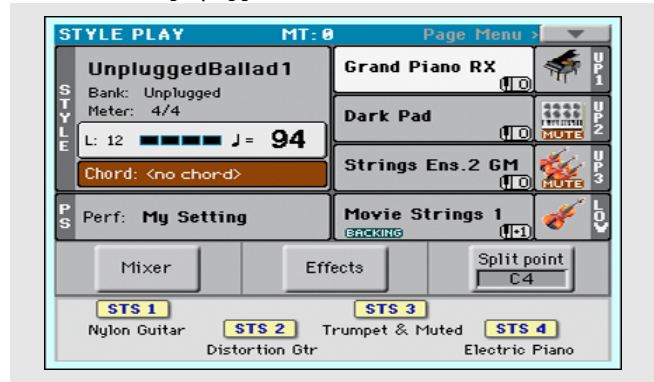 STYLE PLAY MT: 0 Page Menu >
STYLE
UnpluggedBallad1
Bank: Unplugged
Meter: 4/4
L: 12 ♩= 94
Chord: <no chord>
PS
Perf: My Setting
Grand Piano RX
0
UP1
Dark Pad
0
MUTE
UP2
Strings Ens.2 GM
0
MUTE
UP3
Movie Strings 1
BACKING
+1
LOW
Mixer
Effects
Split point
C4
STS 1
Nylon Guitar
STS 2
Distortion Gtr
STS 3
Trumpet & Muted
STS 4
Electric Piano